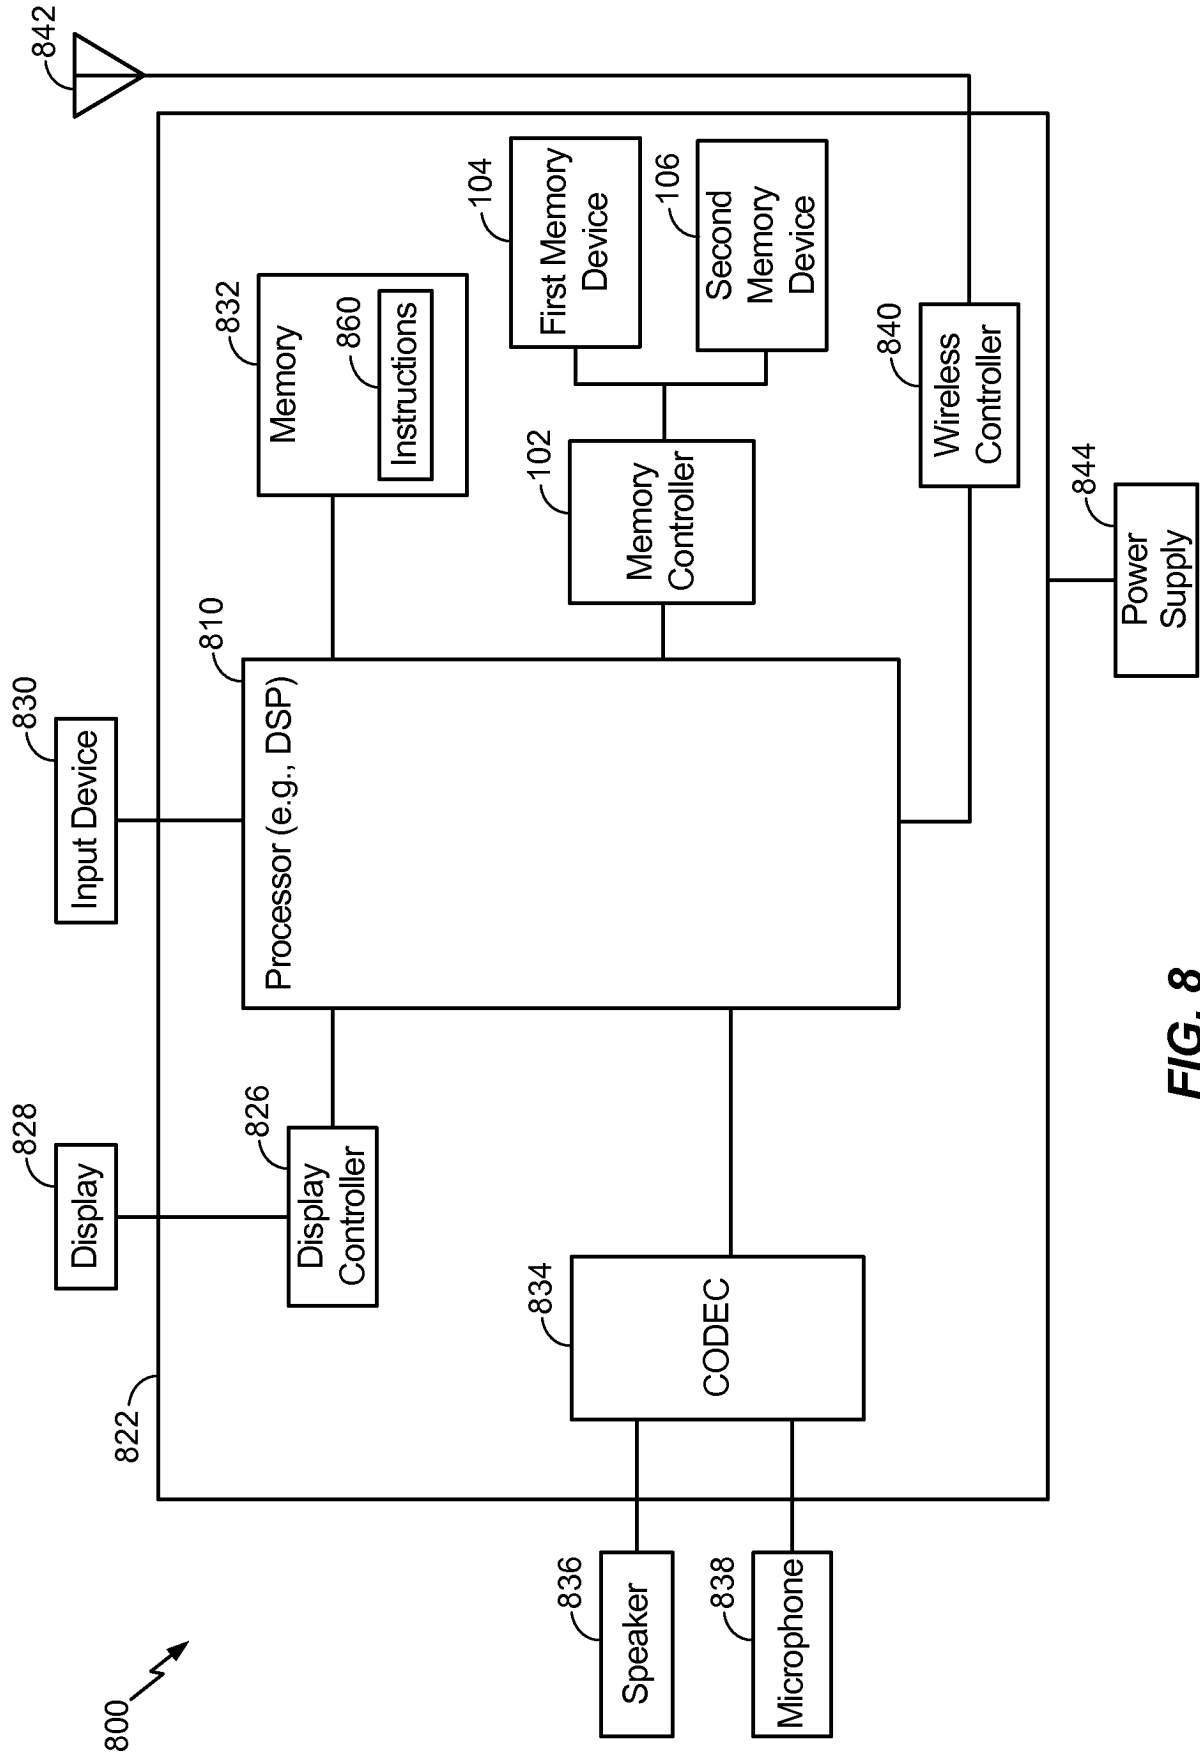 800
822
828
Display
830
Input Device
842
826
Display
Controller
810
Processor (e.g., DSP)
832
Memory
860
Instructions
104
First Memory
Device
102
Memory
Controller
106
Second
Memory
Device
834
CODEC
836
Speaker
838
Microphone
840
Wireless
Controller
844
Power
Supply
FIG. 8